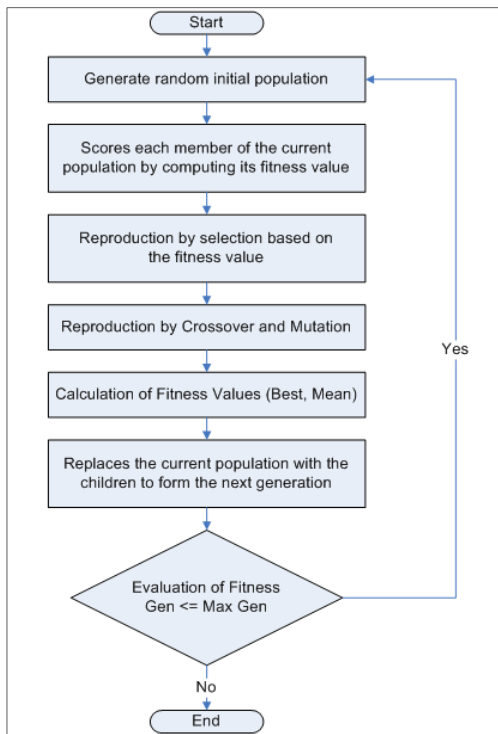 Start
Generate random initial population
Scores each member of the current
population by computing its fitness value
Reproduction by selection based on
the fitness value
Reproduction by Crossover and Mutation
Yes
Calculation of Fitness Values (Best, Mean)
Replaces the current population with the
children to form the next generation
Evaluation of Fitness
Gen <= Max Gen
No
End